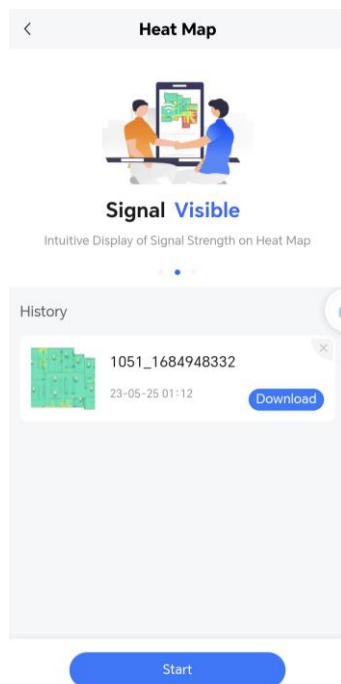 Heat Map
Signal Visible
Intuitive Display of Signal Strength on Heat Map
History
1051_1684948332
23-05-25 01:12
Download
Start